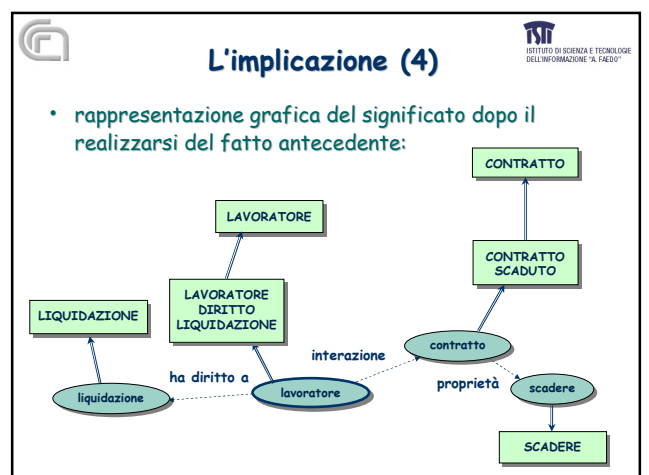 L'implicazione (4)
ISTITUTO DI SCIENZA E TECNOLOGIE
DELL'INFORMAZIONE "A. FAEDO"
• rappresentazione grafica del significato dopo il
realizzarsi del fatto antecedente:
CONTRATTO
LAVORATORE
CONTRATTO
SCADUTO
LAVORATORE
DIRITTO
LIQUIDAZIONE
LIQUIDAZIONE
contratto
interazione
ha diritto a
proprietà
scadere
lavoratore
liquidazione
SCADERE